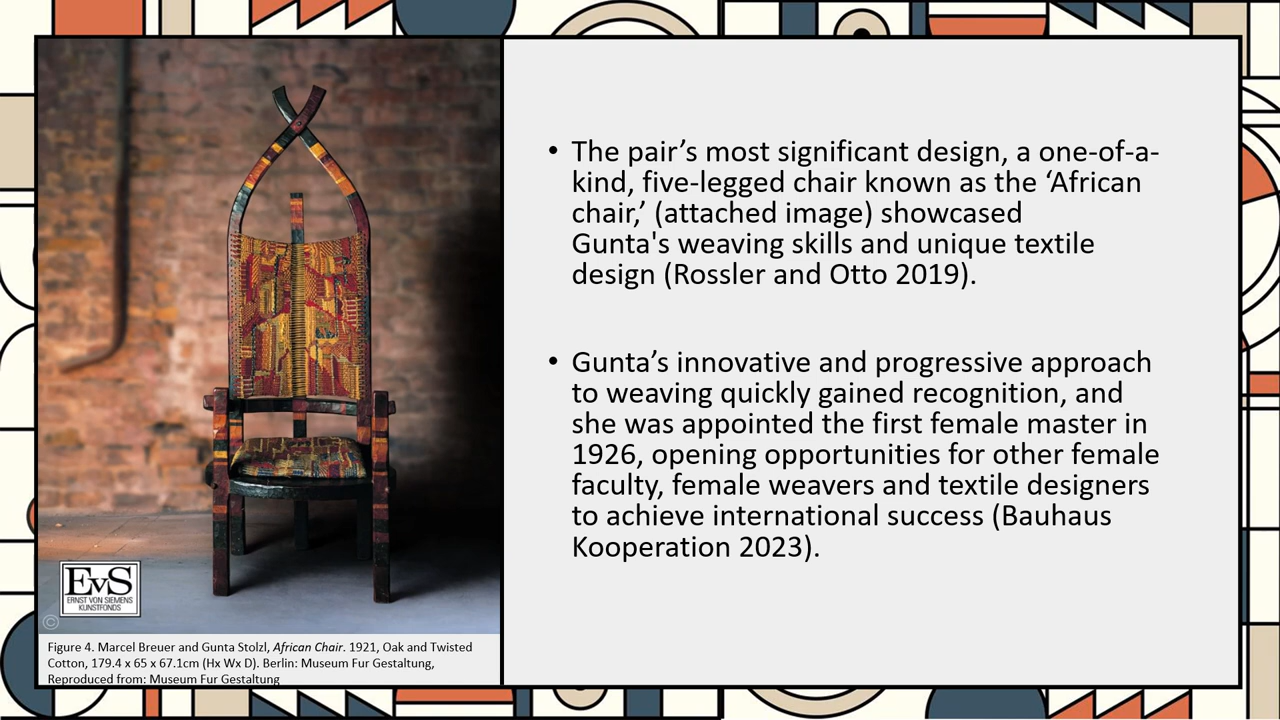 • The pair’s most significant design, a one-of-a-
kind, five-legged chair known as the ‘African
chair,’ (attached image) showcased
Gunta's weaving skills and unique textile
design (Rossler and Otto 2019).
• Gunta’s innovative and progressive approach
to weaving quickly gained recognition, and
she was appointed the first female master in
1926, opening opportunities for other female
faculty, female weavers and textile designers
to achieve international success (Bauhaus
Kooperation 2023).
EvS
ERNST VON SIEMENS
KUNSTFONDS
©
Figure 4. Marcel Breuer and Gunta Stolzl, African Chair. 1921, Oak and Twisted
Cotton, 179.4 x 65 x 67.1cm (Hx Wx D). Berlin: Museum Fur Gestaltung,
Reproduced from: Museum Fur Gestaltung